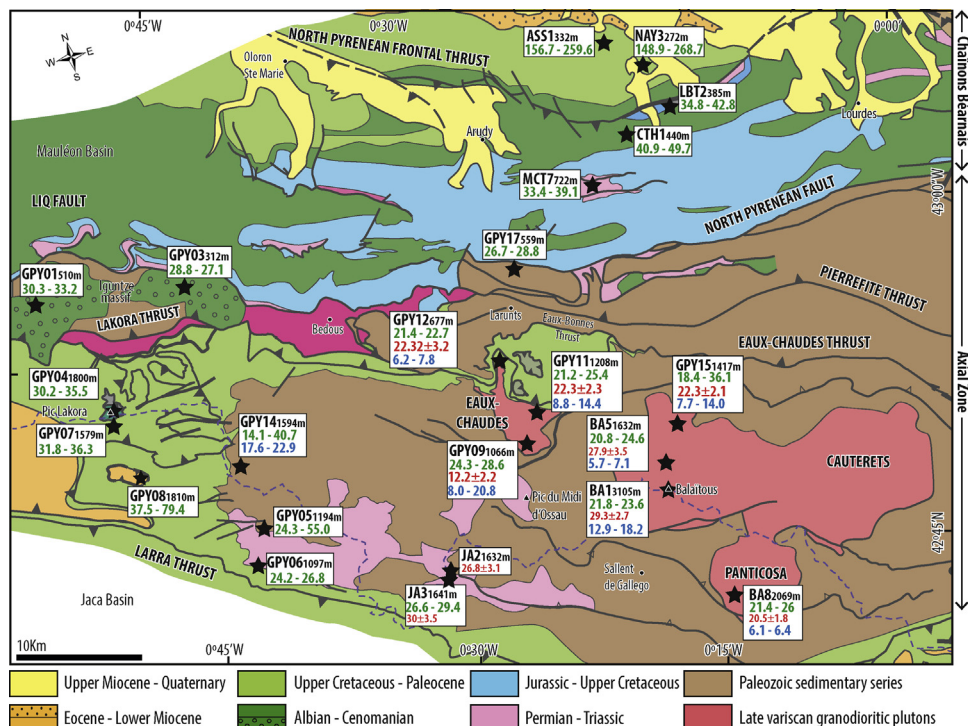 0°45'W
0°30'W
0°00'
N
W
E
S
NORTH PYRENEAN FRONTAL THRUST
Oloron
Ste Marie
ASS1332m
156.7 - 259.6
NAY3272m
148.9 - 268.7
LBT2385m
34.8 - 42.8
Lourdes
Chaînons Béarnais
Arudy
CTH1440m
40.9 - 49.7
Mauléon Basin
MCT7722m
33.4 - 39.1
43°00'N
LIQ FAULT
NORTH PYRENEAN FAULT
GPY17559m
26.7 - 28.8
GPY03312m
28.8 - 27.1
GPY01510m
30.3 - 33.2
Iguntze
massif
PIERREFITE THRUST
LAKORA THRUST
Bedous
GPY12677m
21.4 - 22.7
22.32±3.2
6.2 - 7.8
Larunts
Eaux-Bonnes
Thrust
EAUX-CHAUDES THRUST
Axial Zone
GPY111208m
21.2 - 25.4
22.3±2.3
8.8 - 14.4
GPY151417m
18.4 - 36.1
22.3±2.1
7.7 - 14.0
GPY041800m
30.2 - 35.5
Pic Lakora
GPY071579m
31.8 - 36.3
GPY141594m
14.1 - 40.7
17.6 - 22.9
EAUX-
CHAUDES
GPY091066m
24.3 - 28.6
12.2±2.2
8.0 - 20.8
BA51632m
20.8 - 24.6
27.9±3.5
5.7 - 7.1
CAUTERETS
GPY081810m
37.5 - 79.4
Pic du Midi
d'Ossau
BA13105m
21.8 - 23.6
29.3±2.7
12.9 - 18.2
Balaitous
GPY051194m
24.3 - 55.0
42°45'N
LARRA THRUST
GPY061097m
24.2 - 26.8
JA21632m
26.8±3.1
Sallent
de Gallego
PANTICOSA
JA31641m
26.6 - 29.4
30±3.5
BA82069m
21.4 - 26
20.5±1.8
6.1 - 6.4
Jaca Basin
10Km
0°45'W
0°30'W
0°15'W
Upper Miocene - Quaternary
Upper Cretaceous - Paleocene
Jurassic - Upper Cretaceous
Paleozoic sedimentary series
Eocene - Lower Miocene
Albian - Cenomanian
Permian - Triassic
Late variscan granodioritic plutons